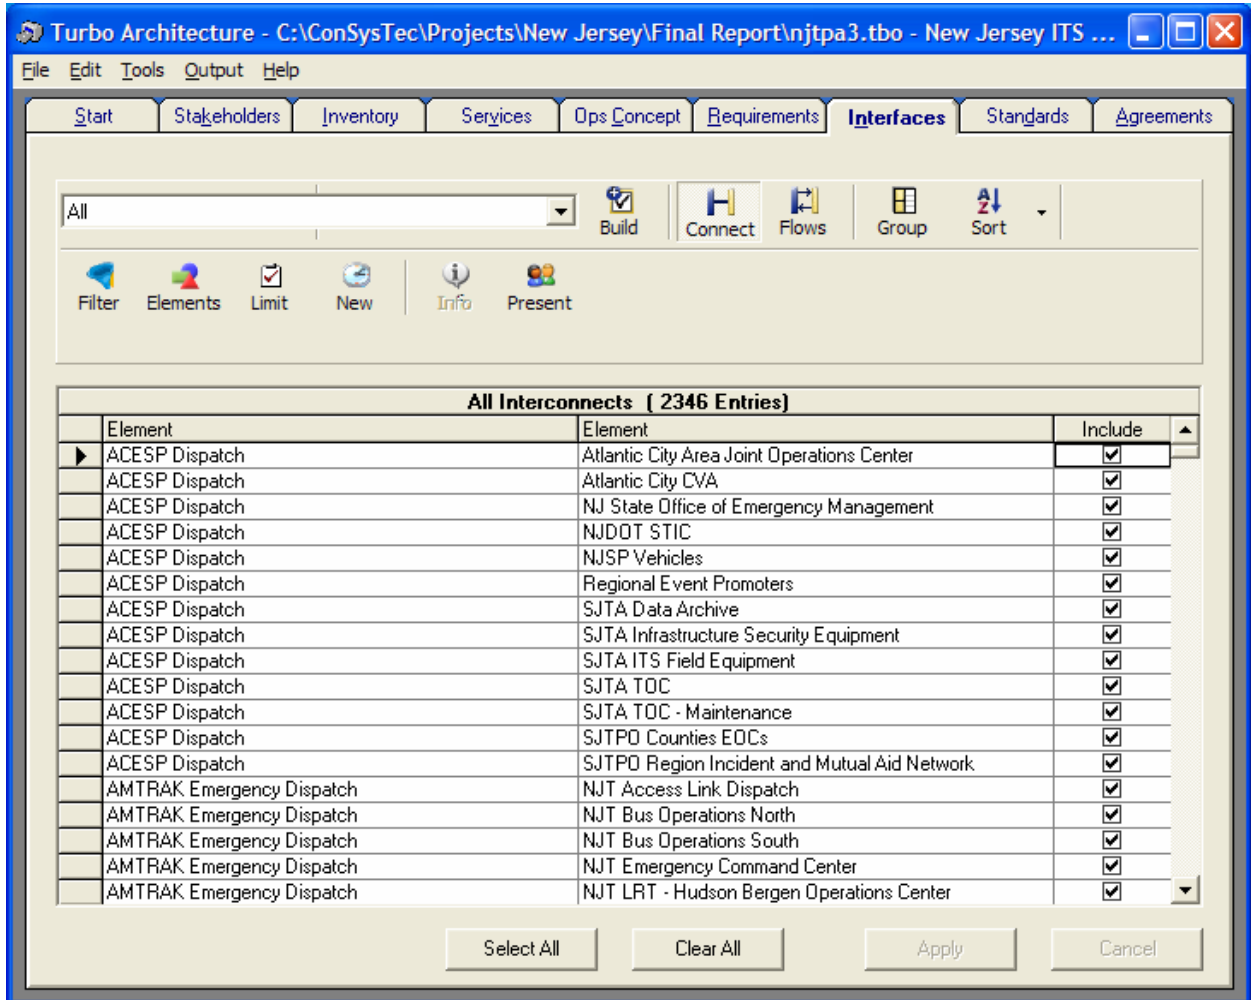 Turbo Architecture - C:\ConSysTec\Projects\New Jersey\Final Report\njtpa3.tbo - New Jersey ITS ...
File Edit Tools Output Help
Start Stakeholders Inventory Services Ops Concept Requirements Interfaces Standards Agreements
All Build Connect Flows Group Sort
Filter Elements Limit New Info Present
All Interconnects ( 2346 Entries)
Element Element Include
ACESP Dispatch Atlantic City Area Joint Operations Center
ACESP Dispatch Atlantic City CVA
ACESP Dispatch NJ State Office of Emergency Management
ACESP Dispatch NJDOT STIC
ACESP Dispatch NJSP Vehicles
ACESP Dispatch Regional Event Promoters
ACESP Dispatch SJTA Data Archive
ACESP Dispatch SJTA Infrastructure Security Equipment
ACESP Dispatch SJTA ITS Field Equipment
ACESP Dispatch SJTA TOC
ACESP Dispatch SJTA TOC - Maintenance
ACESP Dispatch SJTPO Counties EOCs
ACESP Dispatch SJTPO Region Incident and Mutual Aid Network
AMTRAK Emergency Dispatch NJT Access Link Dispatch
AMTRAK Emergency Dispatch NJT Bus Operations North
AMTRAK Emergency Dispatch NJT Bus Operations South
AMTRAK Emergency Dispatch NJT Emergency Command Center
AMTRAK Emergency Dispatch NJT LRT - Hudson Bergen Operations Center
Select All Clear All Apply Cancel